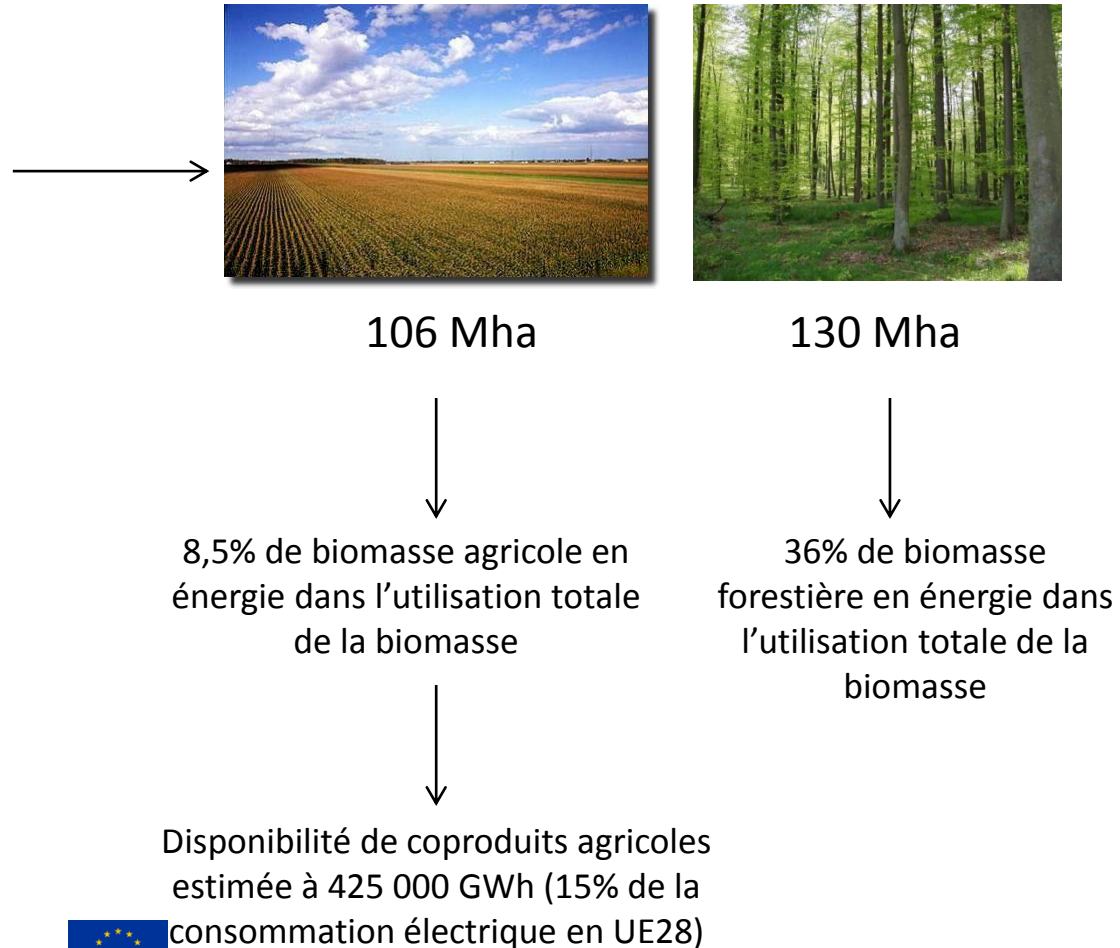 106 Mha
130 Mha
8,5% de biomasse agricole en
énergie dans l’utilisation totale
de la biomasse
36% de biomasse
forestière en énergie dans
l’utilisation totale de la
biomasse
Disponibilité de coproduits agricoles
estimée à 425 000 GWh (15% de la
consommation électrique en UE28)